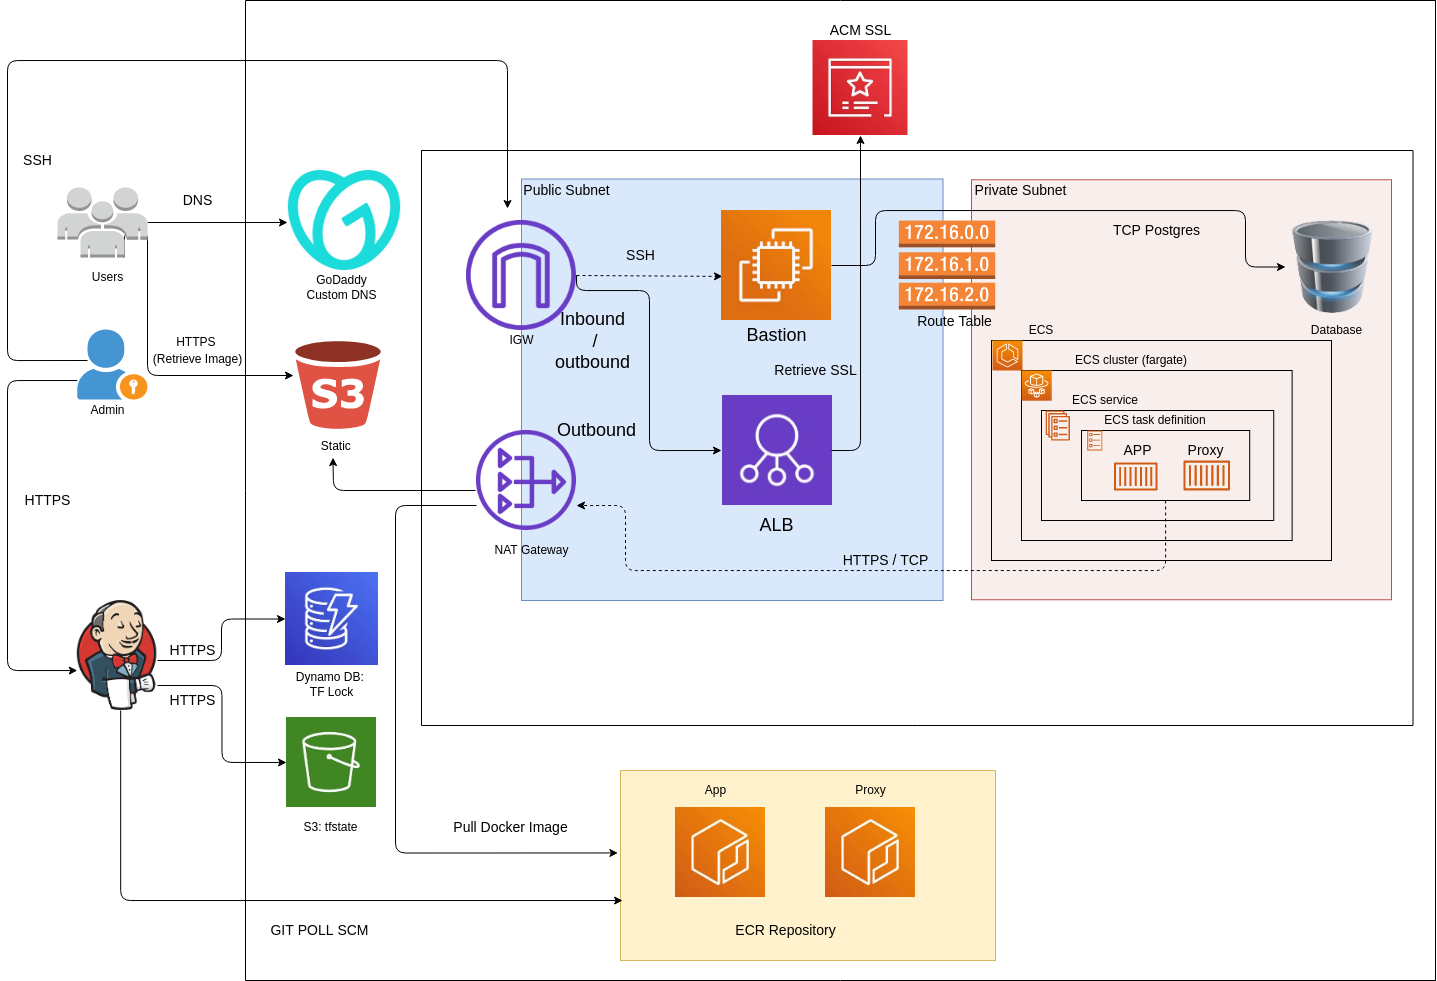 ACM SSL
SSH
Public Subnet
Private Subnet
DNS
172.16.0.0
172.16.1.0
172.16.2.0
TCP Postgres
SSH
Users
GoDaddy
Custom DNS
Route Table
Database
IGW
Inbound
/
outbound
Bastion
ECS
HTTPS
(Retrieve Image)
ECS cluster (fargate)
Retrieve SSL
S3
ECS service
Admin
ECS task definition
Static
Outbound
APP
Proxy
HTTPS
ALB
NAT Gateway
HTTPS / TCP
HTTPS
Dynamo DB:
TF Lock
HTTPS
S3: tfstate
App
Proxy
Pull Docker Image
GIT POLL SCM
ECR Repository